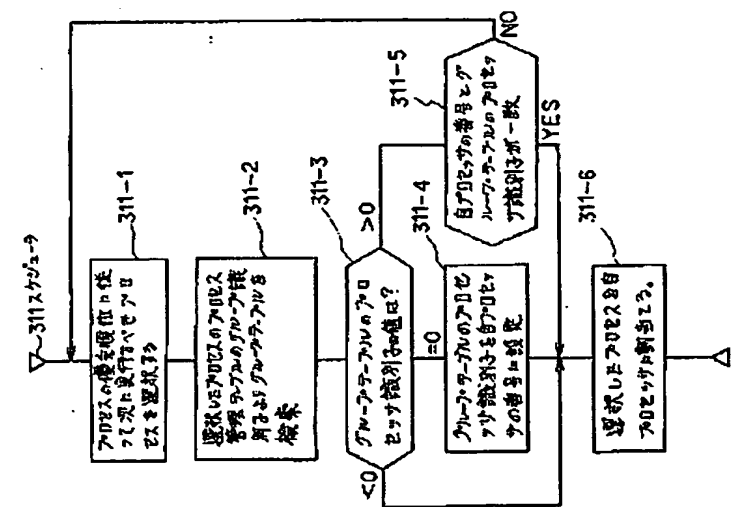 311スケジューラ
311-1
プロセスの優先順位に従
って次に実行すべきプロ
セスを選択する
311-2
選択したプロセスのプロセス
管理テーブルのグループ識
別子よりグループテーブルを
検索
311-3
グループテーブルのプロ
セッサ識別子の値は?
<0
=0
>0
311-4
グループテーブルのプロセ
ッサ識別子を自プロセッ
サの番号に設定
311-5
自プロセッサの番号とグ
ループテーブルのプロセッ
サ識別子が一致
NO
YES
311-6
選択したプロセスを自
プロセッサに割当てる。